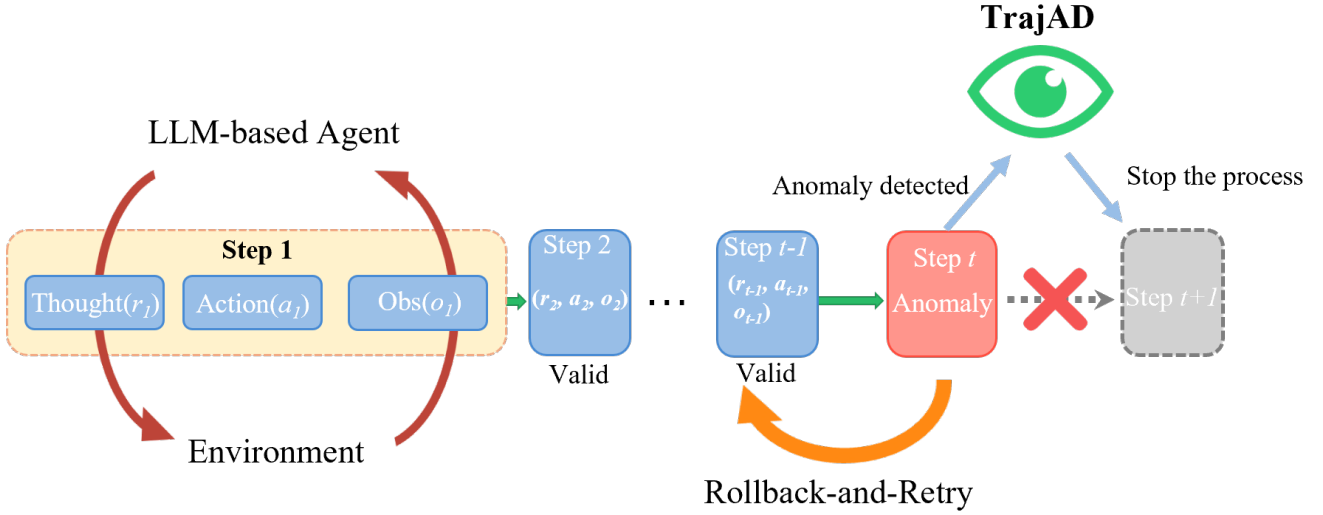 TrajAD
LLM-based Agent
Anomaly detected
Stop the process
Step 1
Thought(r1)
Action(a1)
Obs(o1)
Step 2
(r2, a2, o2)
Valid
...
Step t-1
(rt-1, at-1,
ot-1)
Valid
Step t
Anomaly
Step t+1
Environment
Rollback-and-Retry